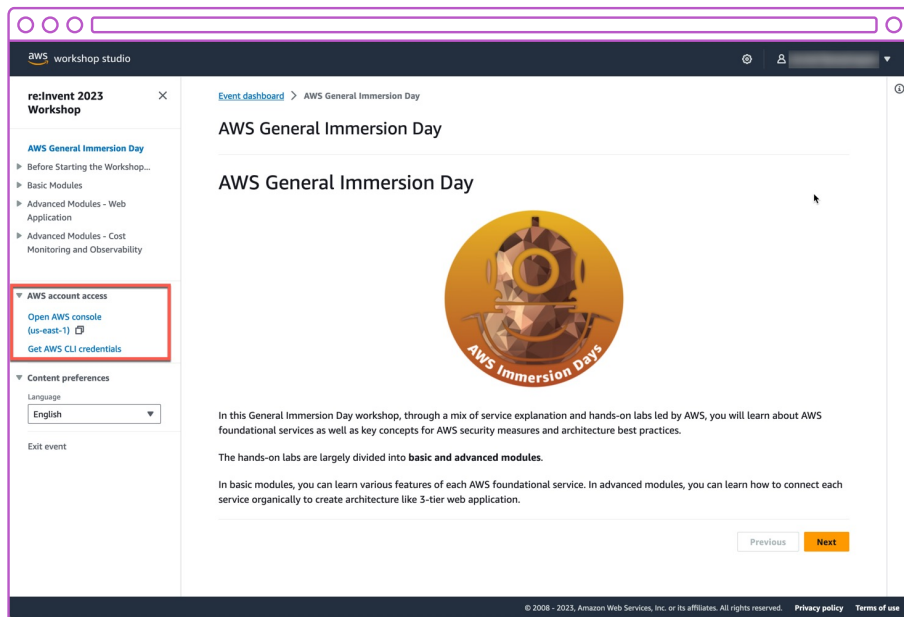 aws workshop studio
re:Invent 2023
Workshop
AWS General Immersion Day
Before Starting the Workshop...
Basic Modules
Advanced Modules - Web
Application
Advanced Modules - Cost
Monitoring and Observability
AWS account access
Open AWS console
(us-east-1)
Get AWS CLI credentials
Content preferences
Language
English
Exit event
Event dashboard > AWS General Immersion Day
AWS General Immersion Day
AWS General Immersion Day
AWS Immersion Days
In this General Immersion Day workshop, through a mix of service explanation and hands-on labs led by AWS, you will learn about AWS
foundational services as well as key concepts for AWS security measures and architecture best practices.
The hands-on labs are largely divided into basic and advanced modules.
In basic modules, you can learn various features of each AWS foundational service. In advanced modules, you can learn how to connect each
service organically to create architecture like 3-tier web application.
Previous
Next
© 2008 - 2023, Amazon Web Services, Inc. or its affiliates. All rights reserved. Privacy policy Terms of use